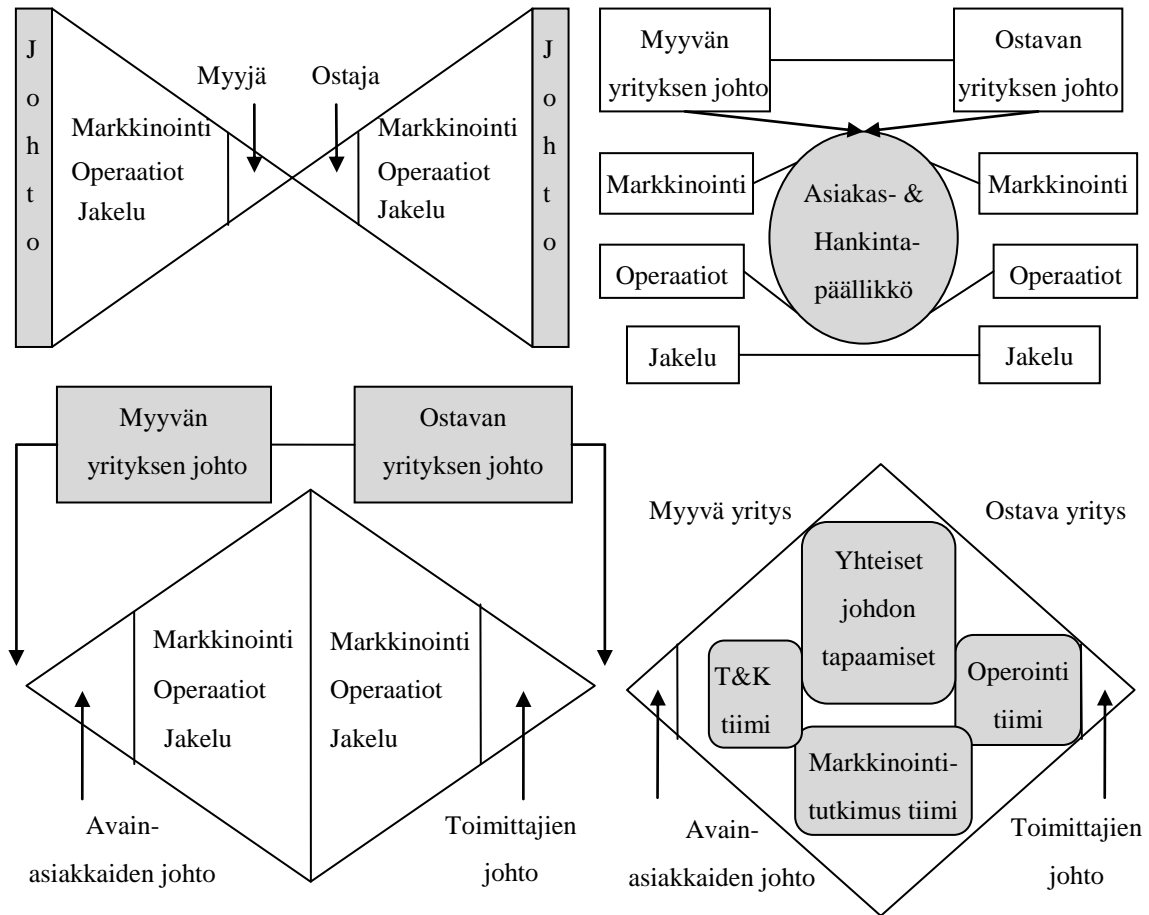 J
o
h
t
o
Markkinointi
Operaatiot
Jakelu
Myyjä
Ostaja
Markkinointi
Operaatiot
Jakelu
J
o
h
t
o
Myyvän
yrityksen johto
Ostavan
yrityksen johto
Markkinointi
Asiakas- &
Hankinta-
päällikkö
Markkinointi
Operaatiot
Operaatiot
Jakelu
Jakelu
Myyvän
yrityksen johto
Ostavan
yrityksen johto
Markkinointi
Operaatiot
Jakelu
Markkinointi
Operaatiot
Jakelu
Avain-
asiakkaiden johto
Toimittajien
johto
Myyvä yritys
Ostava yritys
Yhteiset
johdon
tapaamiset
T&K
tiimi
Operointi
tiimi
Markkinointi-
tutkimus tiimi
Avain-
asiakkaiden johto
Toimittajien
johto